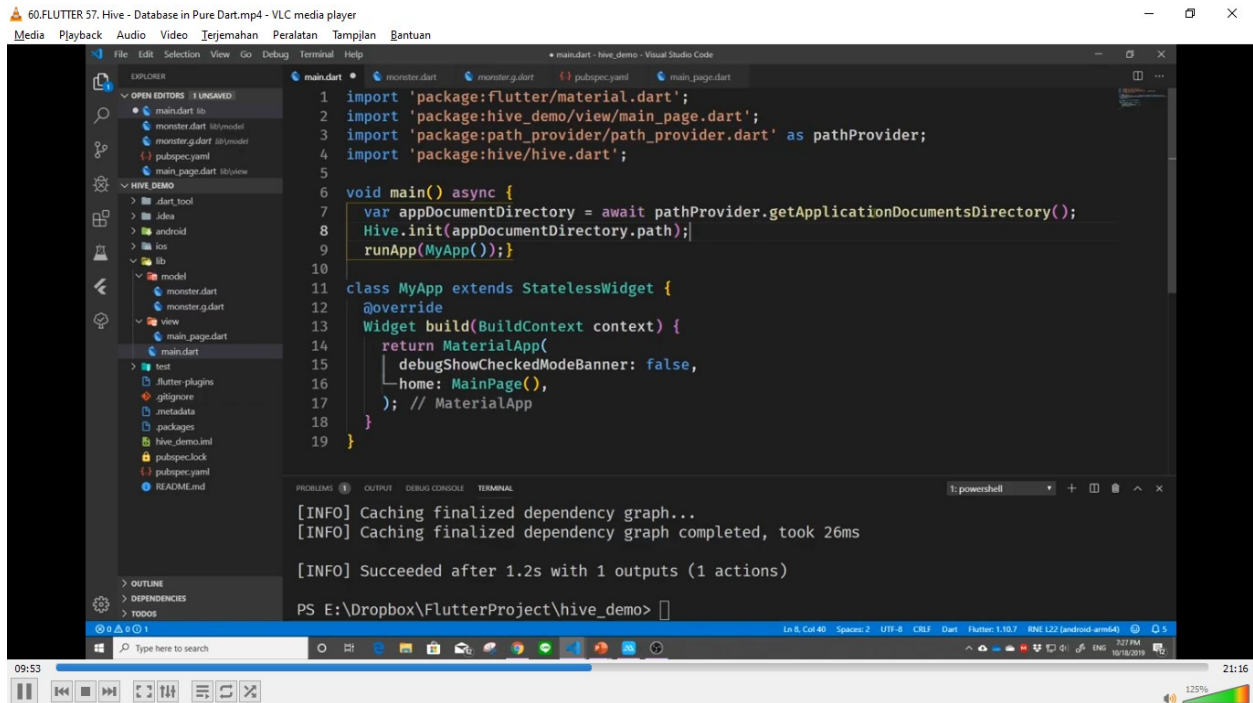 60.FLUTTER 57. Hive - Database in Pure Dart.mp4 - VLC media player
Media Playback Audio Video Terjemahan Peralatan Tampilan Bantuan
File Edit Selection View Go Debug Terminal Help
● main.dart - hive_demo - Visual Studio Code
EXPLORER
main.dart ● monster.dart monster.g.dart {} pubspec.yaml main_page.dart
OPEN EDITORS 1 UNSAVED
main.dart lib
monster.dart lib\model
monster.g.dart lib\model
pubspec.yaml
main_page.dart lib\view
HIVE_DEMO
.dart_tool
.idea
android
ios
lib
model
monster.dart
monster.g.dart
view
main_page.dart
main.dart
test
.flutter-plugins
.gitignore
.metadata
.packages
hive_demo.iml
pubspec.lock
pubspec.yaml
README.md
OUTLINE
DEPENDENCIES
TODOS
1 import 'package:flutter/material.dart';
2 import 'package:hive_demo/view/main_page.dart';
3 import 'package:path_provider/path_provider.dart' as pathProvider;
4 import 'package:hive/hive.dart';
5
6 void main() async {
7 var appDocumentDirectory = await pathProvider.getApplicationDocumentsDirectory();
8 Hive.init(appDocumentDirectory.path);
9 runApp(MyApp());}
10
11 class MyApp extends StatelessWidget {
12 @override
13 Widget build(BuildContext context) {
14 return MaterialApp(
15 debugShowCheckedModeBanner: false,
16 home: MainPage(),
17 ); // MaterialApp
18 }
19 }
PROBLEMS 1 OUTPUT DEBUG CONSOLE TERMINAL 1: powershell
[INFO] Caching finalized dependency graph...
[INFO] Caching finalized dependency graph completed, took 26ms
[INFO] Succeeded after 1.2s with 1 outputs (1 actions)
PS E:\Dropbox\FlutterProject\hive_demo>
0 0 1 Ln 8, Col 40 Spaces: 2 UTF-8 CRLF Dart Flutter: 1.10.7 RNE L22 (android-arm64) 5
Type here to search ENG 7:27 PM
10/18/2019
09:53 21:16
125%